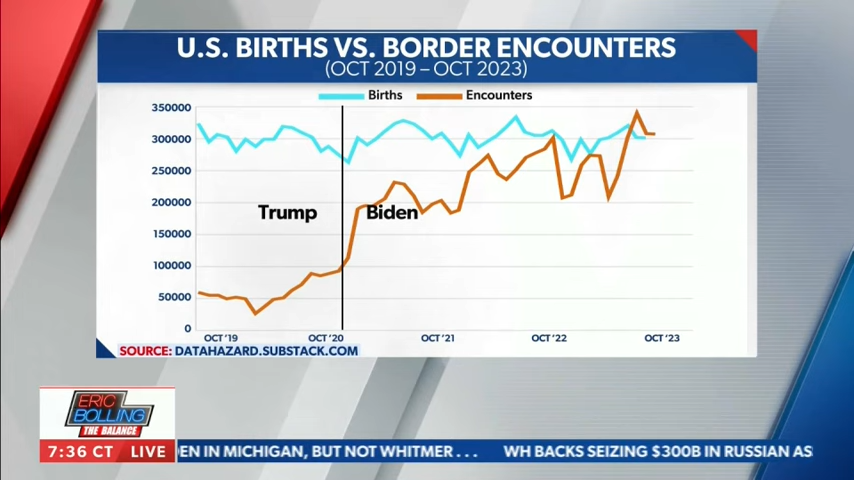 U.S. BIRTHS VS. BORDER ENCOUNTERS
(OCT 2019 – OCT 2023)
Births Encounters
350000
300000
250000
200000
150000
100000
50000
0
Trump Biden
OCT '19 OCT '20 OCT '21 OCT '22 OCT '23
SOURCE: DATAHAZARD.SUBSTACK.COM
ERIC
BOLLING
THE BALANCE
7:36 CT LIVE DEN IN MICHIGAN, BUT NOT WHITMER . . . WH BACKS SEIZING $300B IN RUSSIAN AS